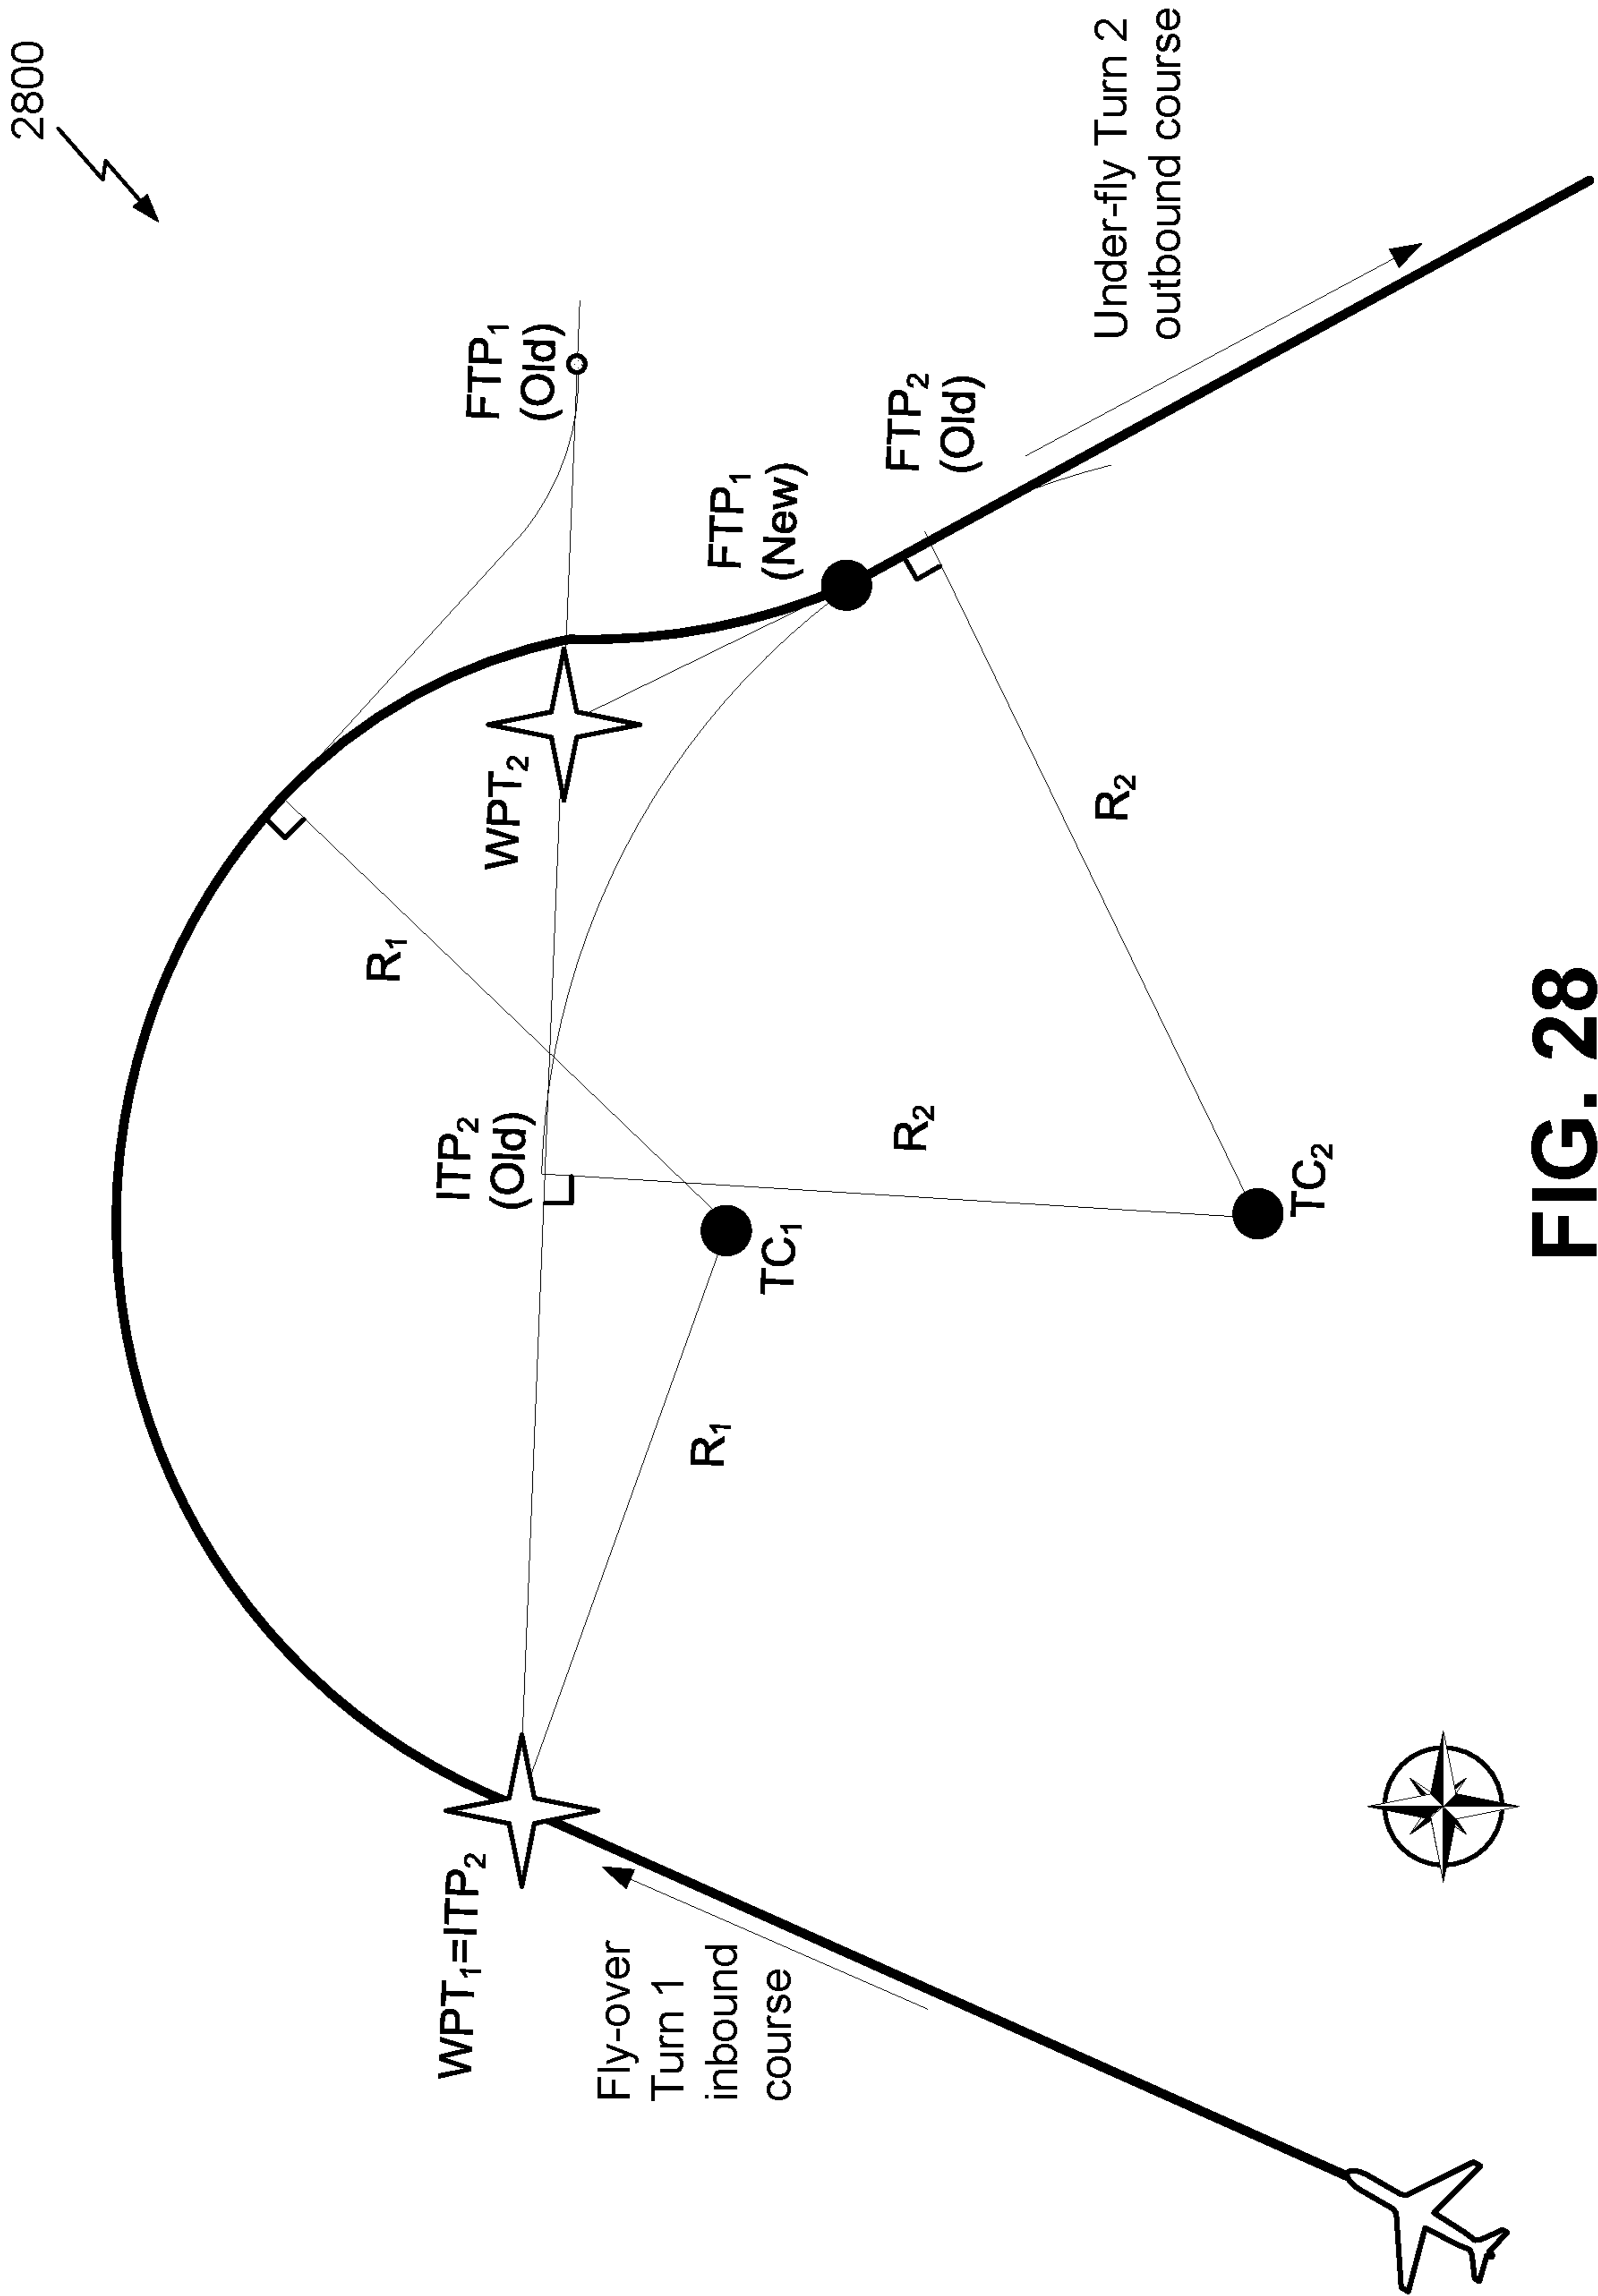 2800
FTP₁
(Old)
R₁
WPT₂
FTP₁
(New)
ITP₂
(Old)
FTP₂
(Old)
WPT₁=ITP₂
Fly-over
Turn 1
inbound
course
R₁
TC₁
R₂
R₂
Under-fly Turn 2
outbound course
TC₂
FIG. 28